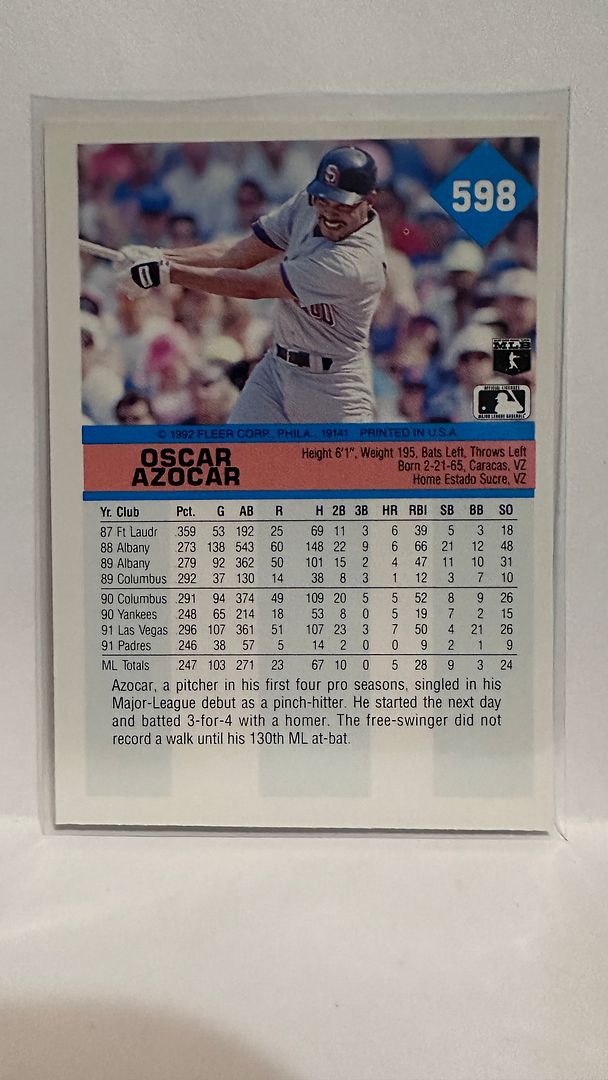 598
S
MLB
OFFICIAL LICENSEE
MAJOR LEAGUE BASEBALL
© 1992 FLEER CORP., PHILA., 19141 PRINTED IN U.S.A.
OSCAR
AZOCAR
Height 6'1", Weight 195, Bats Left, Throws Left
Born 2-21-65, Caracas, VZ
Home Estado Sucre, VZ
Yr. Club Pct. G AB R H 2B 3B HR RBI SB BB SO
87 Ft Laudr .359 53 192 25 69 11 3 6 39 5 3 18
88 Albany .273 138 543 60 148 22 9 6 66 21 12 48
89 Albany .279 92 362 50 101 15 2 4 47 11 10 31
89 Columbus .292 37 130 14 38 8 3 1 12 3 7 10
90 Columbus .291 94 374 49 109 20 5 5 52 8 9 26
90 Yankees .248 65 214 18 53 8 0 5 19 7 2 15
91 Las Vegas .296 107 361 51 107 23 3 7 50 4 21 26
91 Padres .246 38 57 5 14 2 0 0 9 2 1 9
ML Totals .247 103 271 23 67 10 0 5 28 9 3 24
Azocar, a pitcher in his first four pro seasons, singled in his
Major-League debut as a pinch-hitter. He started the next day
and batted 3-for-4 with a homer. The free-swinger did not
record a walk until his 130th ML at-bat.